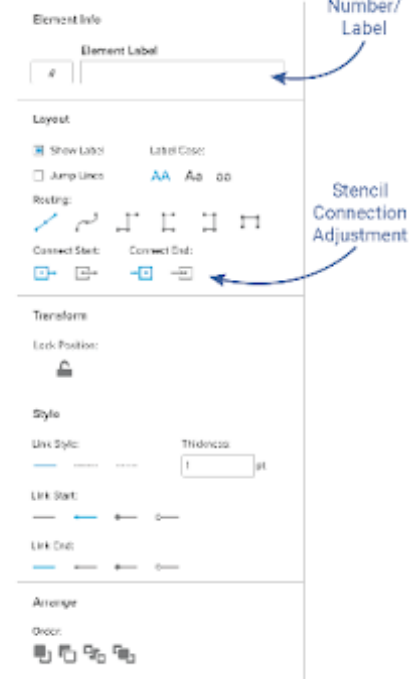 Number/
Label
Element Info
Element Label
#
Layout
Show Label
Label Case:
Jump Lines
AA Aa aa
Routing:
Connect Start:
Connect End:
Stencil
Connection
Adjustment
Transform
Lock Position:
Style
Link Style:
Thickness:
1
pt
Link Start:
Link End:
Arrange
Order: